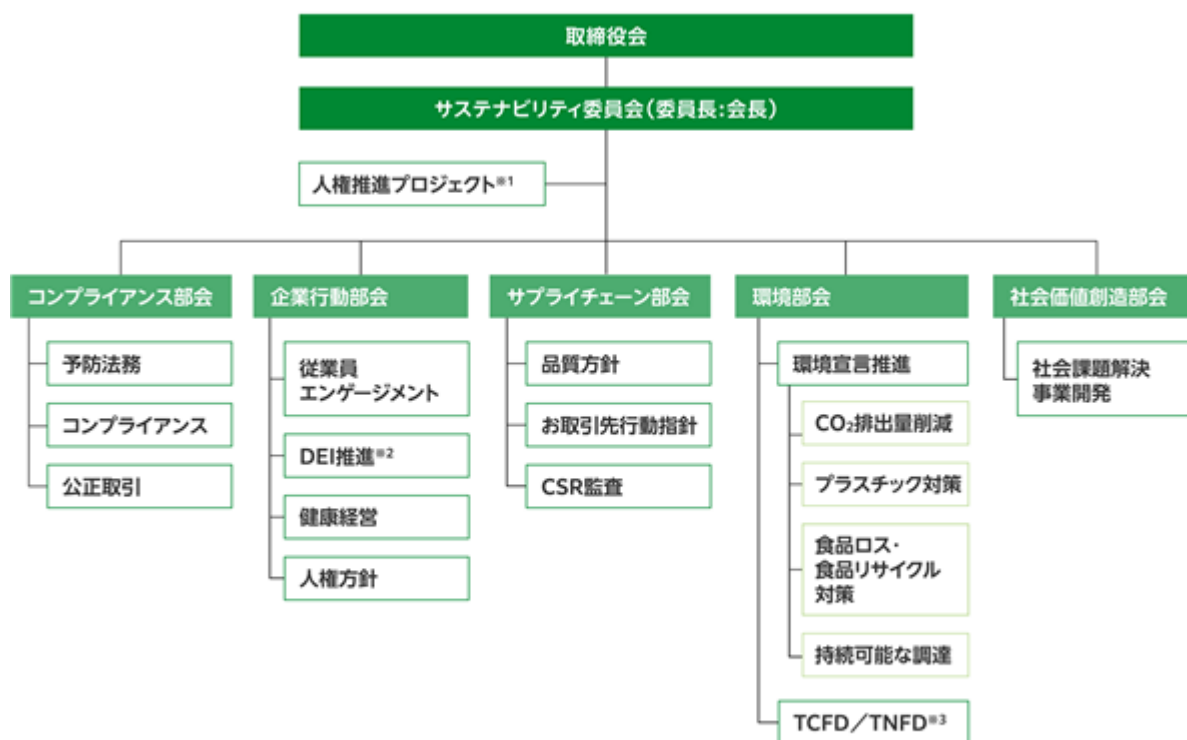 取締役会
サステナビリティ委員会(委員長:会長)
人権推進プロジェクト※1
コンプライアンス部会
予防法務
コンプライアンス
公正取引
企業行動部会
従業員
エンゲージメント
DEI推進※2
健康経営
人権方針
サプライチェーン部会
品質方針
お取引先行動指針
CSR監査
環境部会
環境宣言推進
CO₂排出量削減
プラスチック対策
食品ロス・
食品リサイクル
対策
持続可能な調達
TCFD/TNFD※3
社会価値創造部会
社会課題解決
事業開発